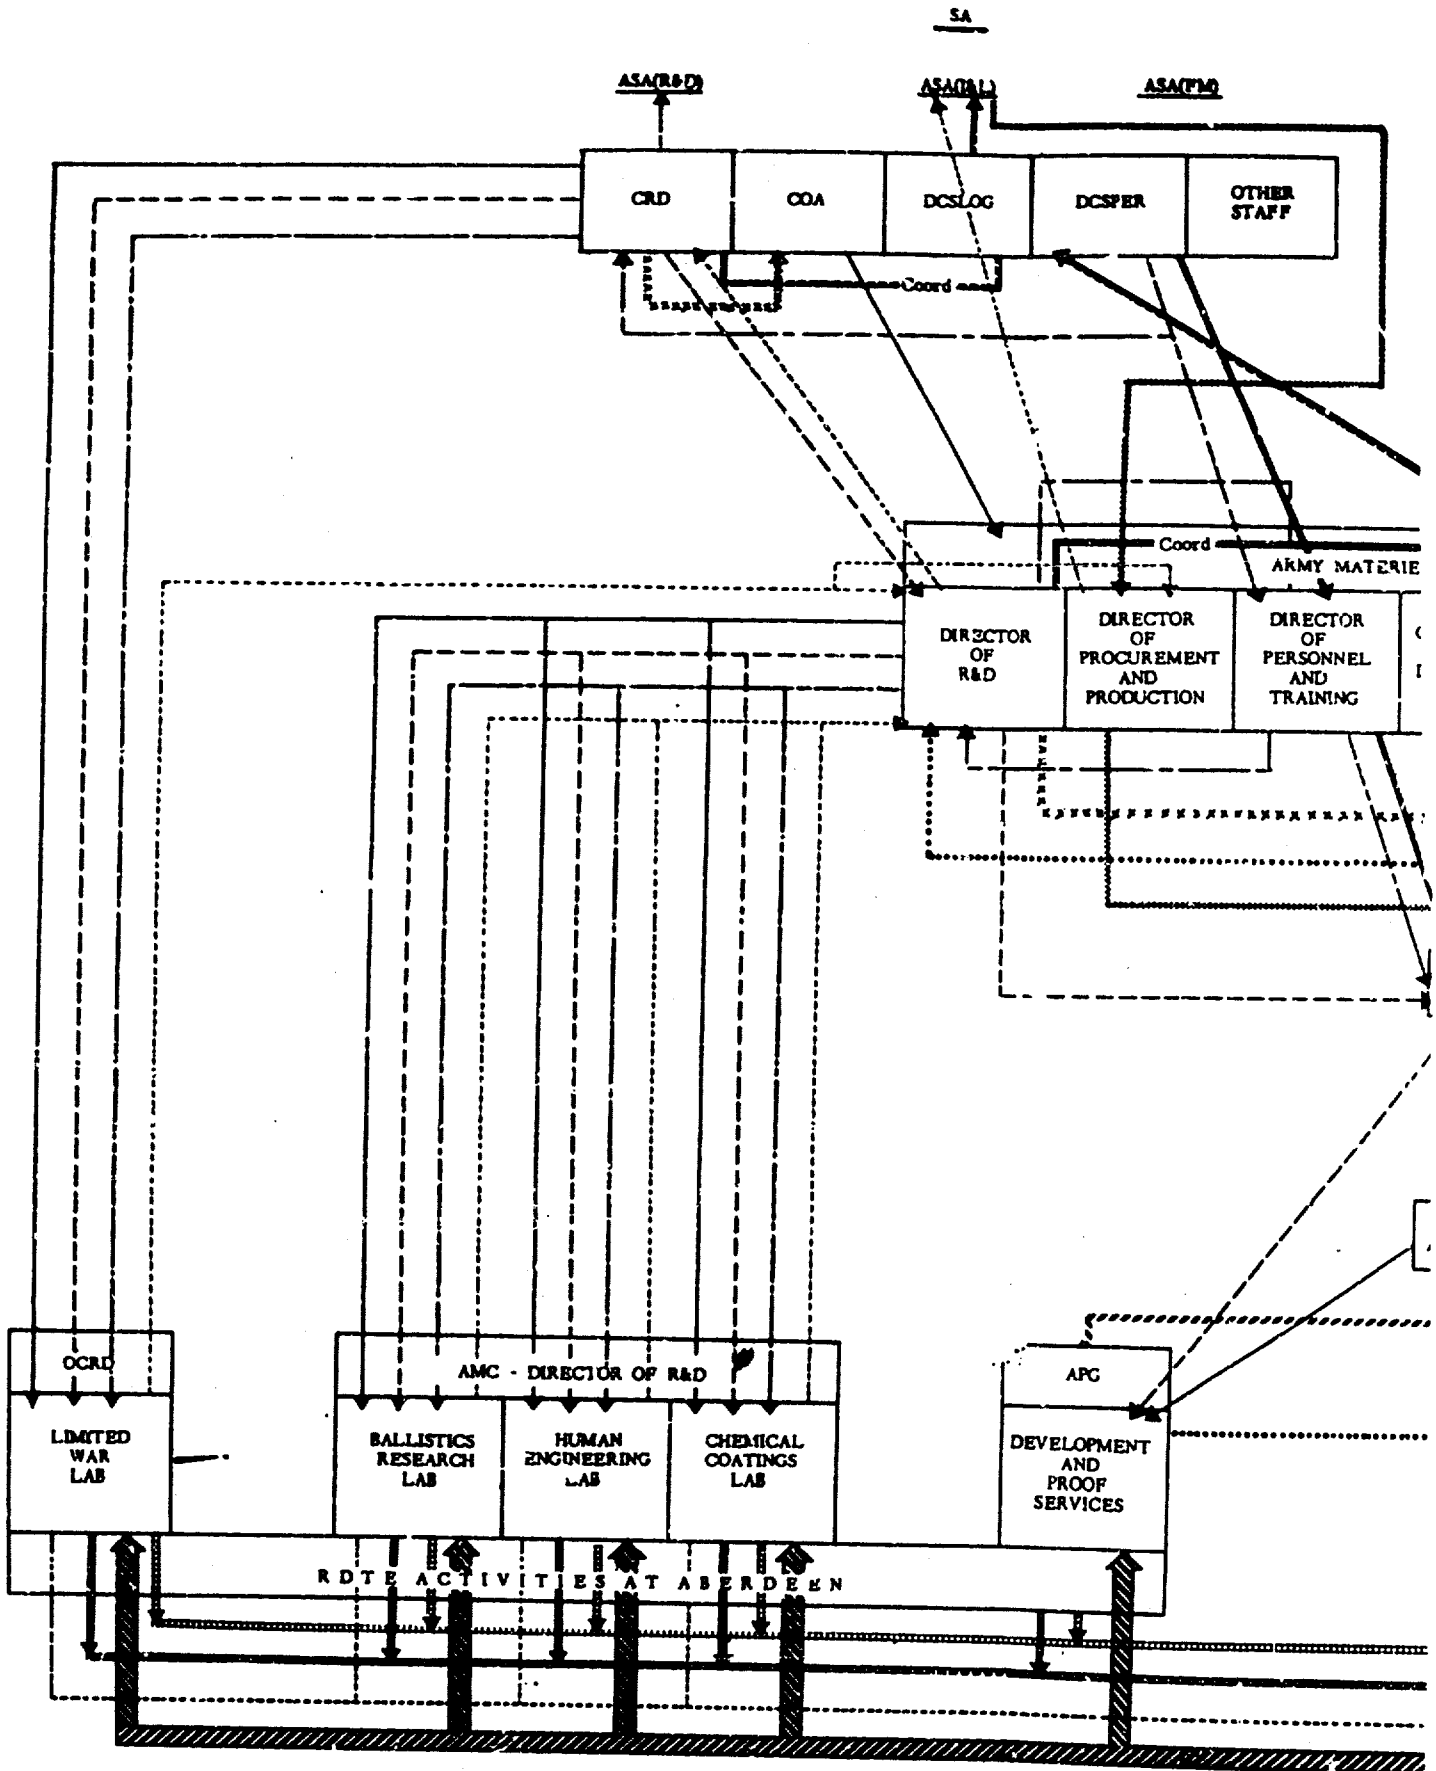 SA
ASA(R&D)
ASA(I&L)
ASA(FM)
CRD
COA
DCSLOG
DCSPER
OTHER
STAFF
Coord
Coord
ARMY MATERIE
DIRECTOR
OF
R&D
DIRECTOR
OF
PROCUREMENT
AND
PRODUCTION
DIRECTOR
OF
PERSONNEL
AND
TRAINING
OCRD
AMC - DIRECTOR OF R&D
APG
LIMITED
WAR
LAB
BALLISTICS
RESEARCH
LAB
HUMAN
ENGINEERING
LAB
CHEMICAL
COATINGS
LAB
DEVELOPMENT
AND
PROOF
SERVICES
RDTE ACTIVITIES AT ABERDEEN